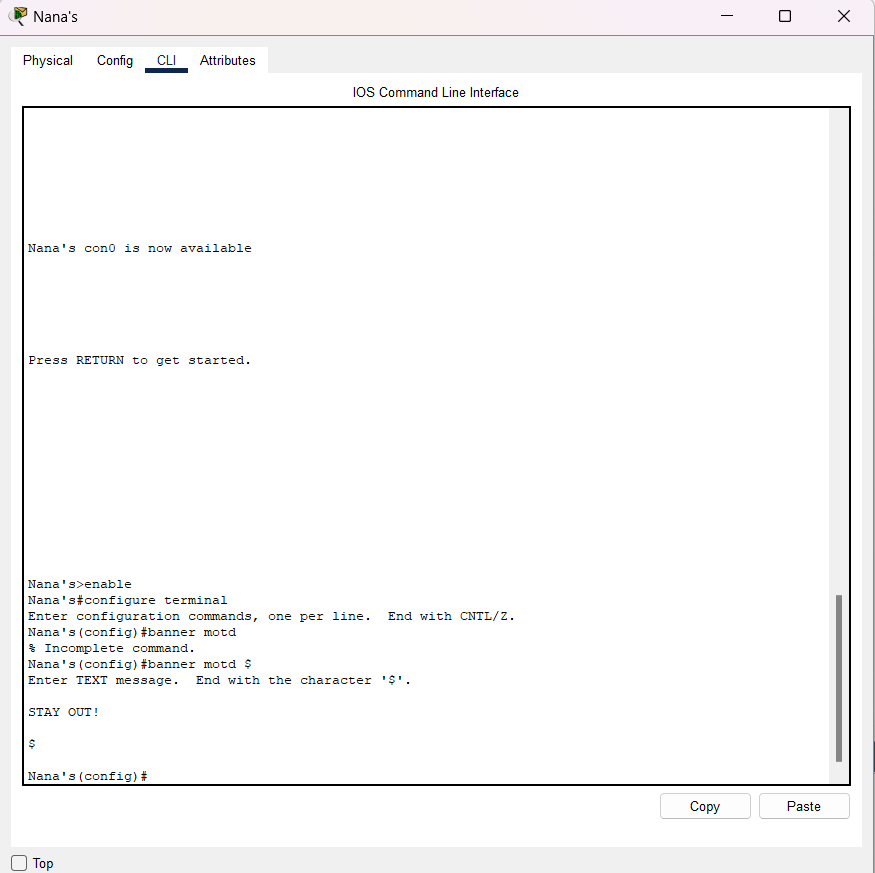 Nana's
Physical Config CLI Attributes
IOS Command Line Interface
Nana's con0 is now available
Press RETURN to get started.
Nana's>enable
Nana's#configure terminal
Enter configuration commands, one per line.  End with CNTL/Z.
Nana's(config)#banner motd
% Incomplete command.
Nana's(config)#banner motd $
Enter TEXT message.  End with the character '$'.
STAY OUT!
$
Nana's(config)#
Copy Paste
Top